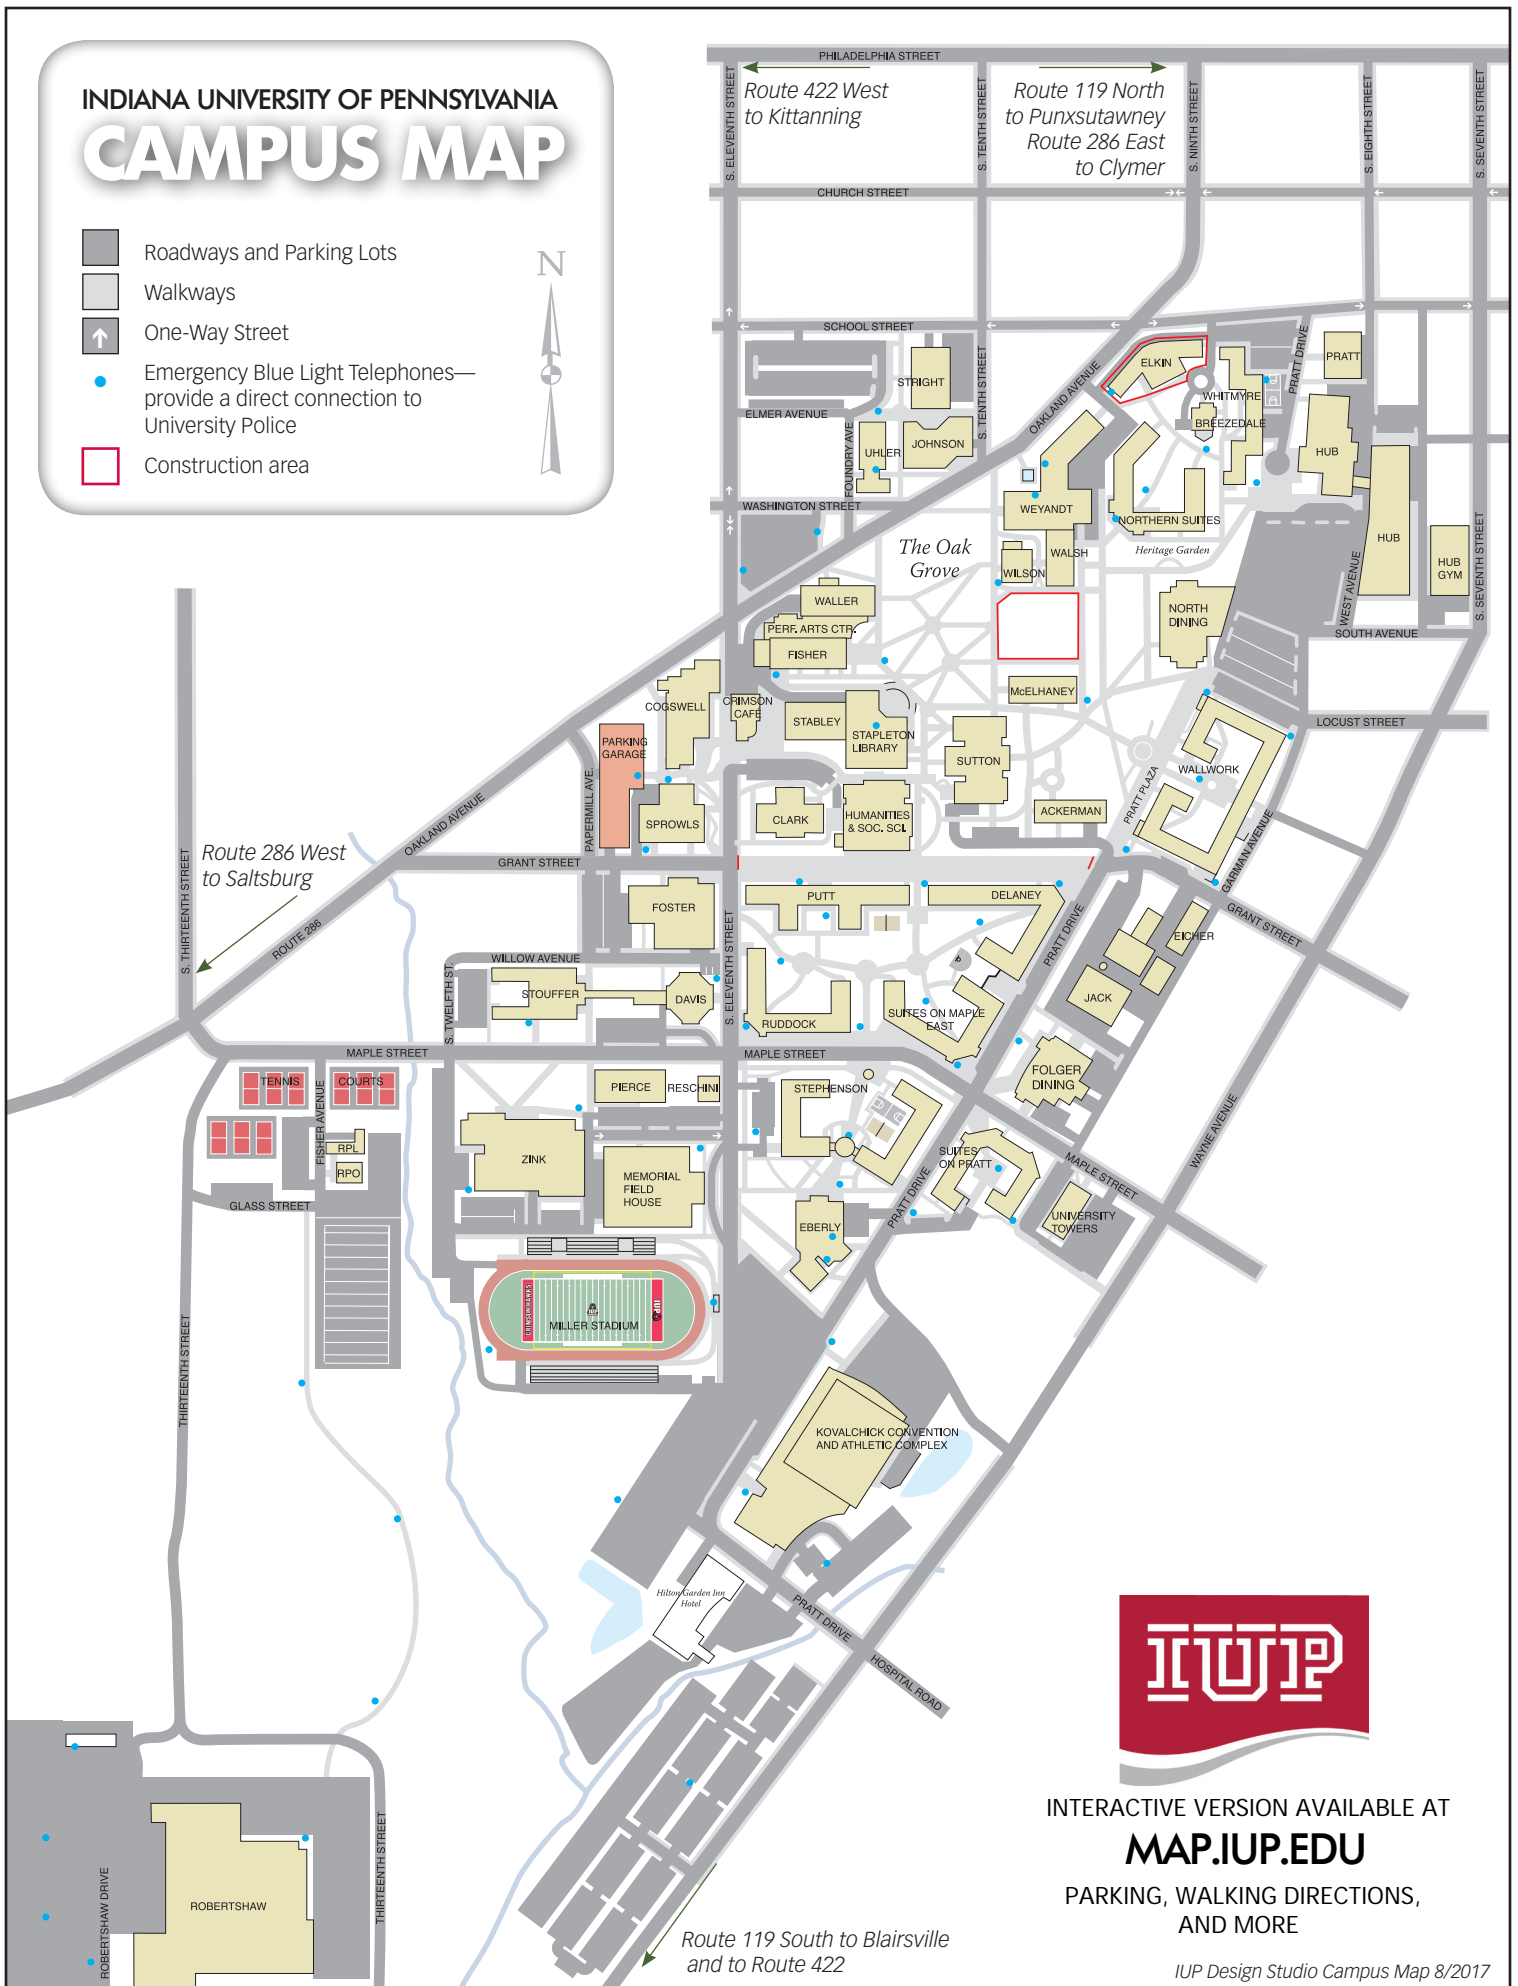 INDIANA UNIVERSITY OF PENNSYLVANIA
CAMPUS MAP
Roadways and Parking Lots
Walkways
One-Way Street
Emergency Blue Light Telephones—
provide a direct connection to
University Police
Construction area
N
PHILADELPHIA STREET
Route 422 West
to Kittanning
Route 119 North
to Punxsutawney
Route 286 East
to Clymer
S. ELEVENTH STREET
S. TENTH STREET
S. NINTH STREET
S. EIGHTH STREET
S. SEVENTH STREET
CHURCH STREET
SCHOOL STREET
STRIGHT
ELMER AVENUE
FOUNDRY AVE
UHLER
JOHNSON
S. TENTH STREET
OAKLAND AVENUE
ELKIN
WHITMYRE
BREEZEDALE
PRATT DRIVE
PRATT
HUB
HUB
HUB
GYM
S. SEVENTH STREET
WEST AVENUE
SOUTH AVENUE
WASHINGTON STREET
WEYANDT
NORTHERN SUITES
Heritage Garden
WALSH
WILSON
The Oak
Grove
WALLER
PERF. ARTS CTR.
FISHER
NORTH
DINING
McELHANEY
COGSWELL
CRIMSON
CAFÉ
STABLEY
STAPLETON
LIBRARY
SUTTON
LOCUST STREET
WALLWORK
PRATT PLAZA
GARMAN AVENUE
PARKING
GARAGE
PAPERMILL AVE.
SPROWLS
CLARK
HUMANITIES
& SOC. SCI.
ACKERMAN
OAKLAND AVENUE
Route 286 West
to Saltsburg
S. THIRTEENTH STREET
ROUTE 286
GRANT STREET
GRANT STREET
FOSTER
PUTT
DELANEY
EICHER
JACK
PRATT DRIVE
WILLOW AVENUE
S. TWELFTH ST.
STOUFFER
DAVIS
S. ELEVENTH STREET
RUDDOCK
SUITES ON MAPLE
EAST
MAPLE STREET
MAPLE STREET
FOLGER
DINING
TENNIS
COURTS
FISHER AVENUE
RPL
RPO
GLASS STREET
PIERCE
RESCHINI
STEPHENSON
ZINK
MEMORIAL
FIELD
HOUSE
SUITES
ON PRATT
MAPLE STREET
WAYNE AVENUE
UNIVERSITY
TOWERS
PRATT DRIVE
EBERLY
CRIMSON HAWKS
IUP
MILLER STADIUM
THIRTEENTH STREET
KOVALCHICK CONVENTION
AND ATHLETIC COMPLEX
Hilton Garden Inn
Hotel
PRATT DRIVE
HOSPITAL ROAD
ROBERTSHAW
ROBERTSHAW DRIVE
THIRTEENTH STREET
Route 119 South to Blairsville
and to Route 422
IUP
INTERACTIVE VERSION AVAILABLE AT
MAP.IUP.EDU
PARKING, WALKING DIRECTIONS,
AND MORE
IUP Design Studio Campus Map 8/2017